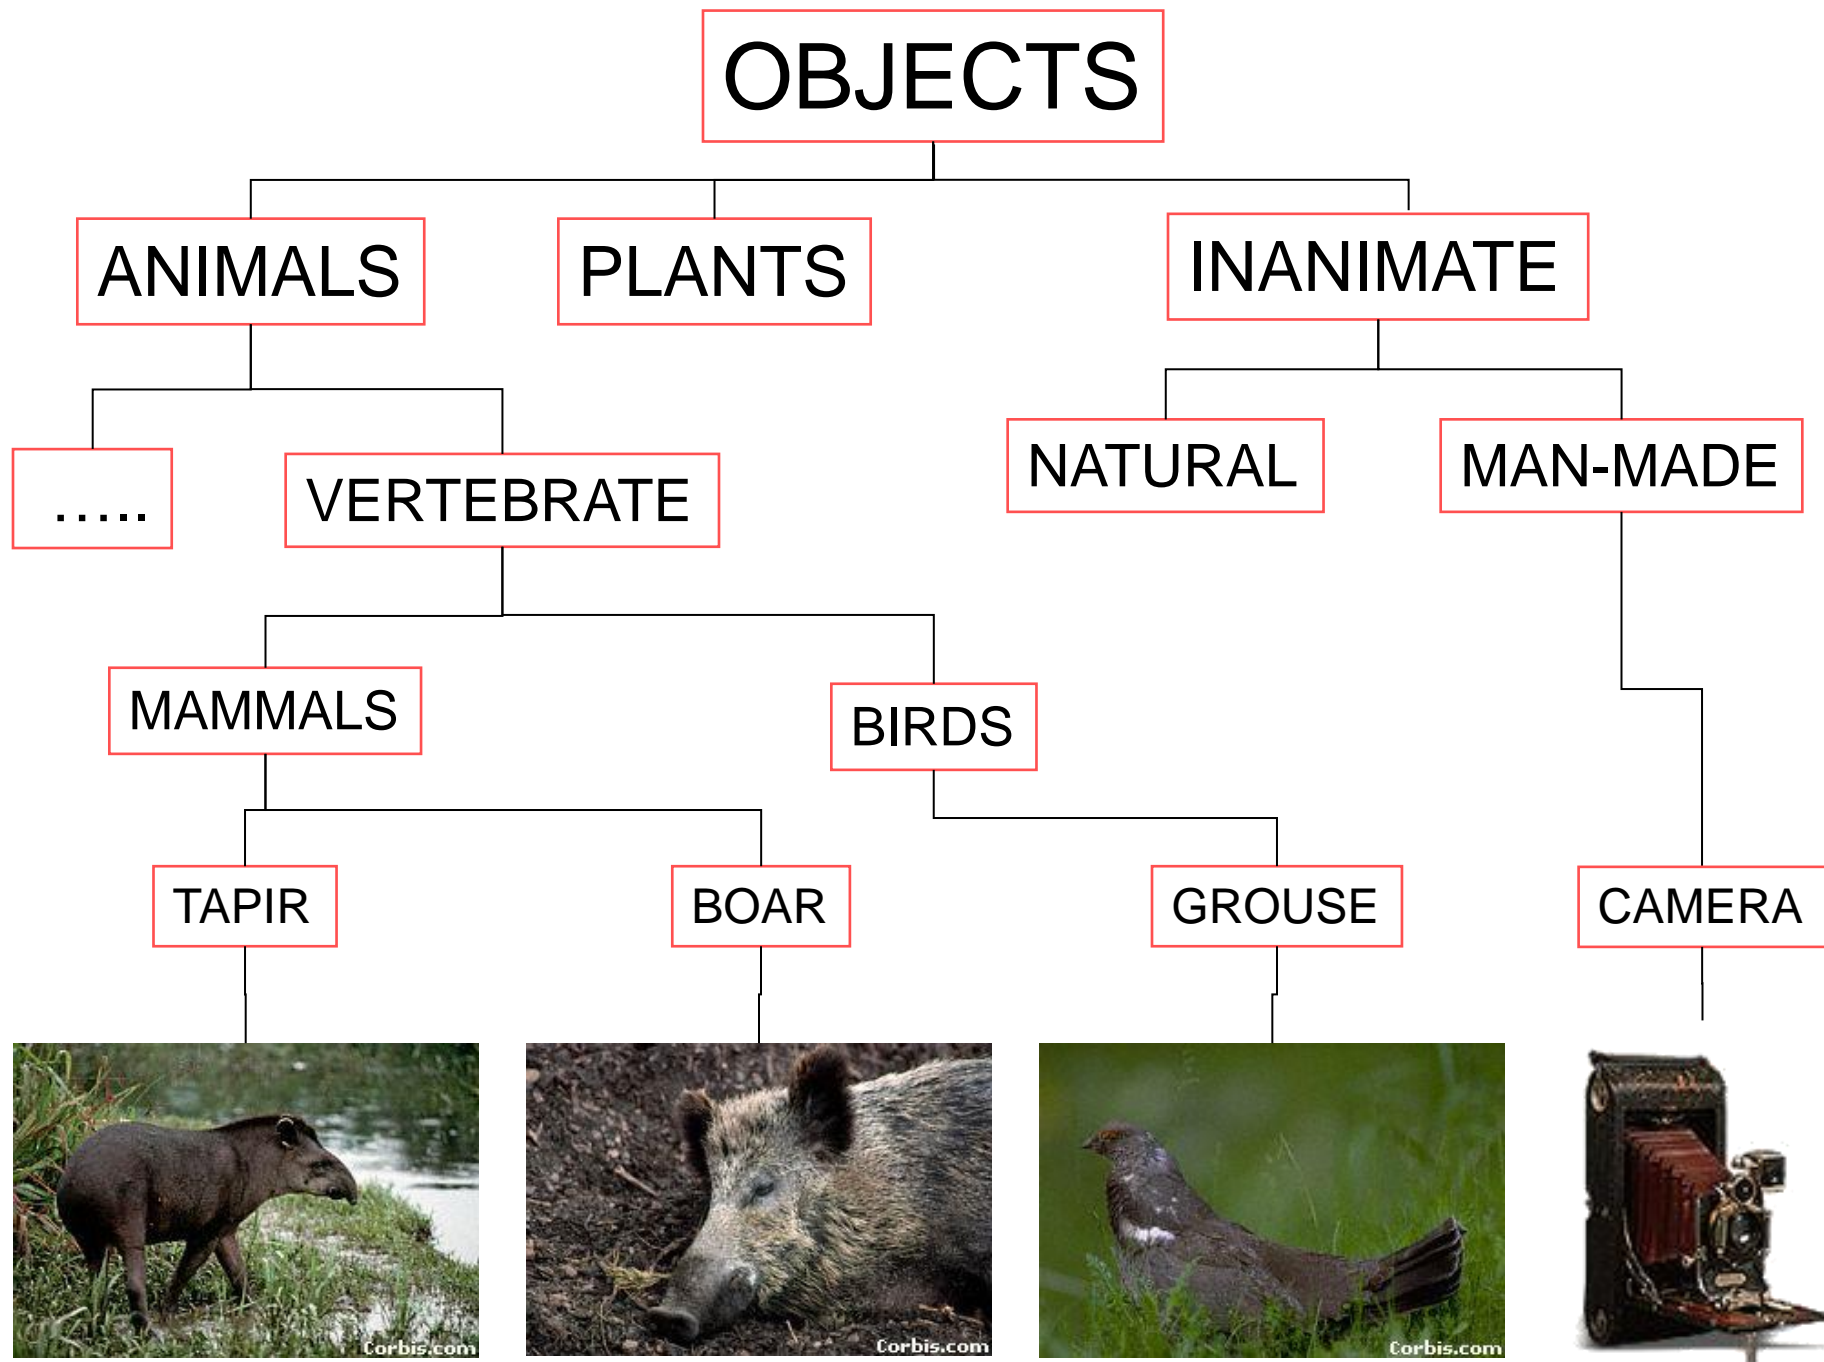 OBJECTS
ANIMALS
PLANTS
INANIMATE
…..
VERTEBRATE
NATURAL
MAN-MADE
MAMMALS
BIRDS
TAPIR
BOAR
GROUSE
CAMERA
Corbis.com
Corbis.com
Corbis.com